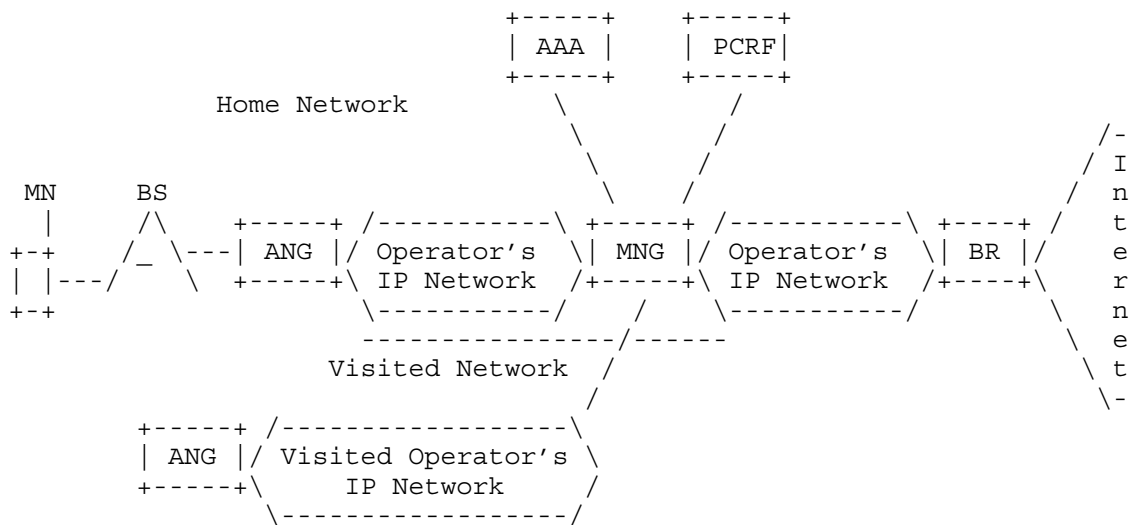 AAA PCRF
Home Network
MN BS
ANG Operator's IP Network MNG Operator's IP Network BR
Internet
Visited Network
ANG Visited Operator's
IP Network